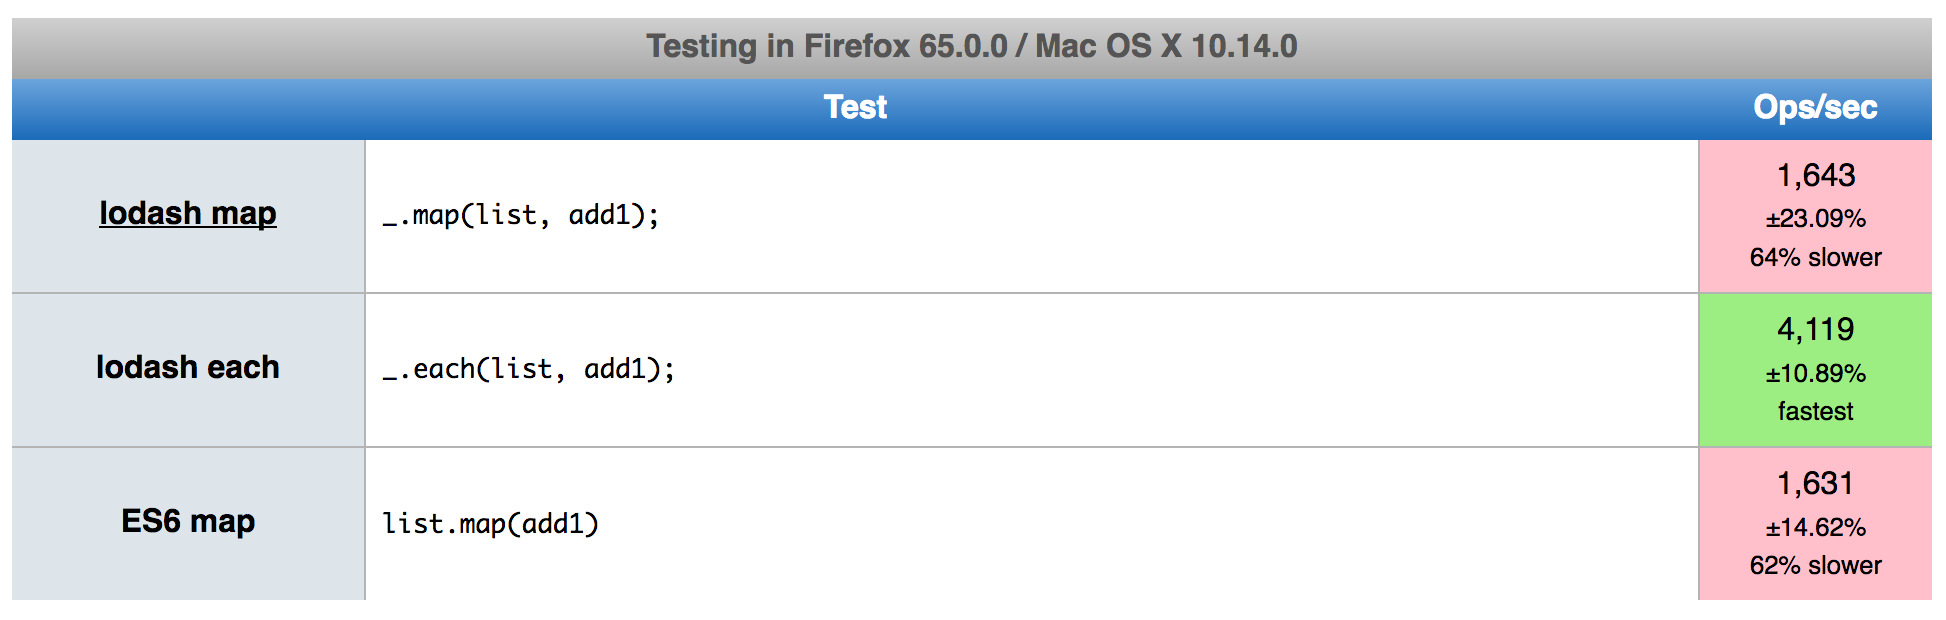 Testing in Firefox 65.0.0 / Mac OS X 10.14.0
Test Ops/sec
lodash map _.map(list, add1); 1,643
±23.09%
64% slower
lodash each _.each(list, add1); 4,119
±10.89%
fastest
ES6 map list.map(add1) 1,631
±14.62%
62% slower